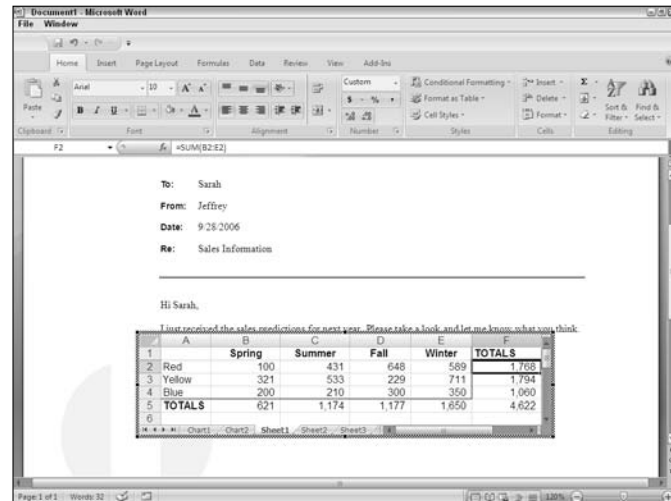 Document1 - Microsoft Word
File Window
Home Insert Page Layout Formulas Data Review View Add-Ins
Arial 10 A A Custom Conditional Formatting Insert Σ
Paste B I U A $ % , Format as Table Delete Sort & Find &
Cell Styles Format Filter Select
Clipboard Font Alignment Number Styles Cells Editing
F2 fx =SUM(B2:E2)
To: Sarah
From: Jeffrey
Date: 9/28/2006
Re: Sales Information
Hi Sarah,
I just received the sales predictions for next year. Please take a look and let me know what you think.
A B C D E F
1 Spring Summer Fall Winter TOTALS
2 Red 100 431 648 589 1,768
3 Yellow 321 533 229 711 1,794
4 Blue 200 210 300 350 1,060
5 TOTALS 621 1,174 1,177 1,650 4,622
6
Chart1 Chart2 Sheet1 Sheet2 Sheet3
Page: 1 of 1 Words: 32 120%